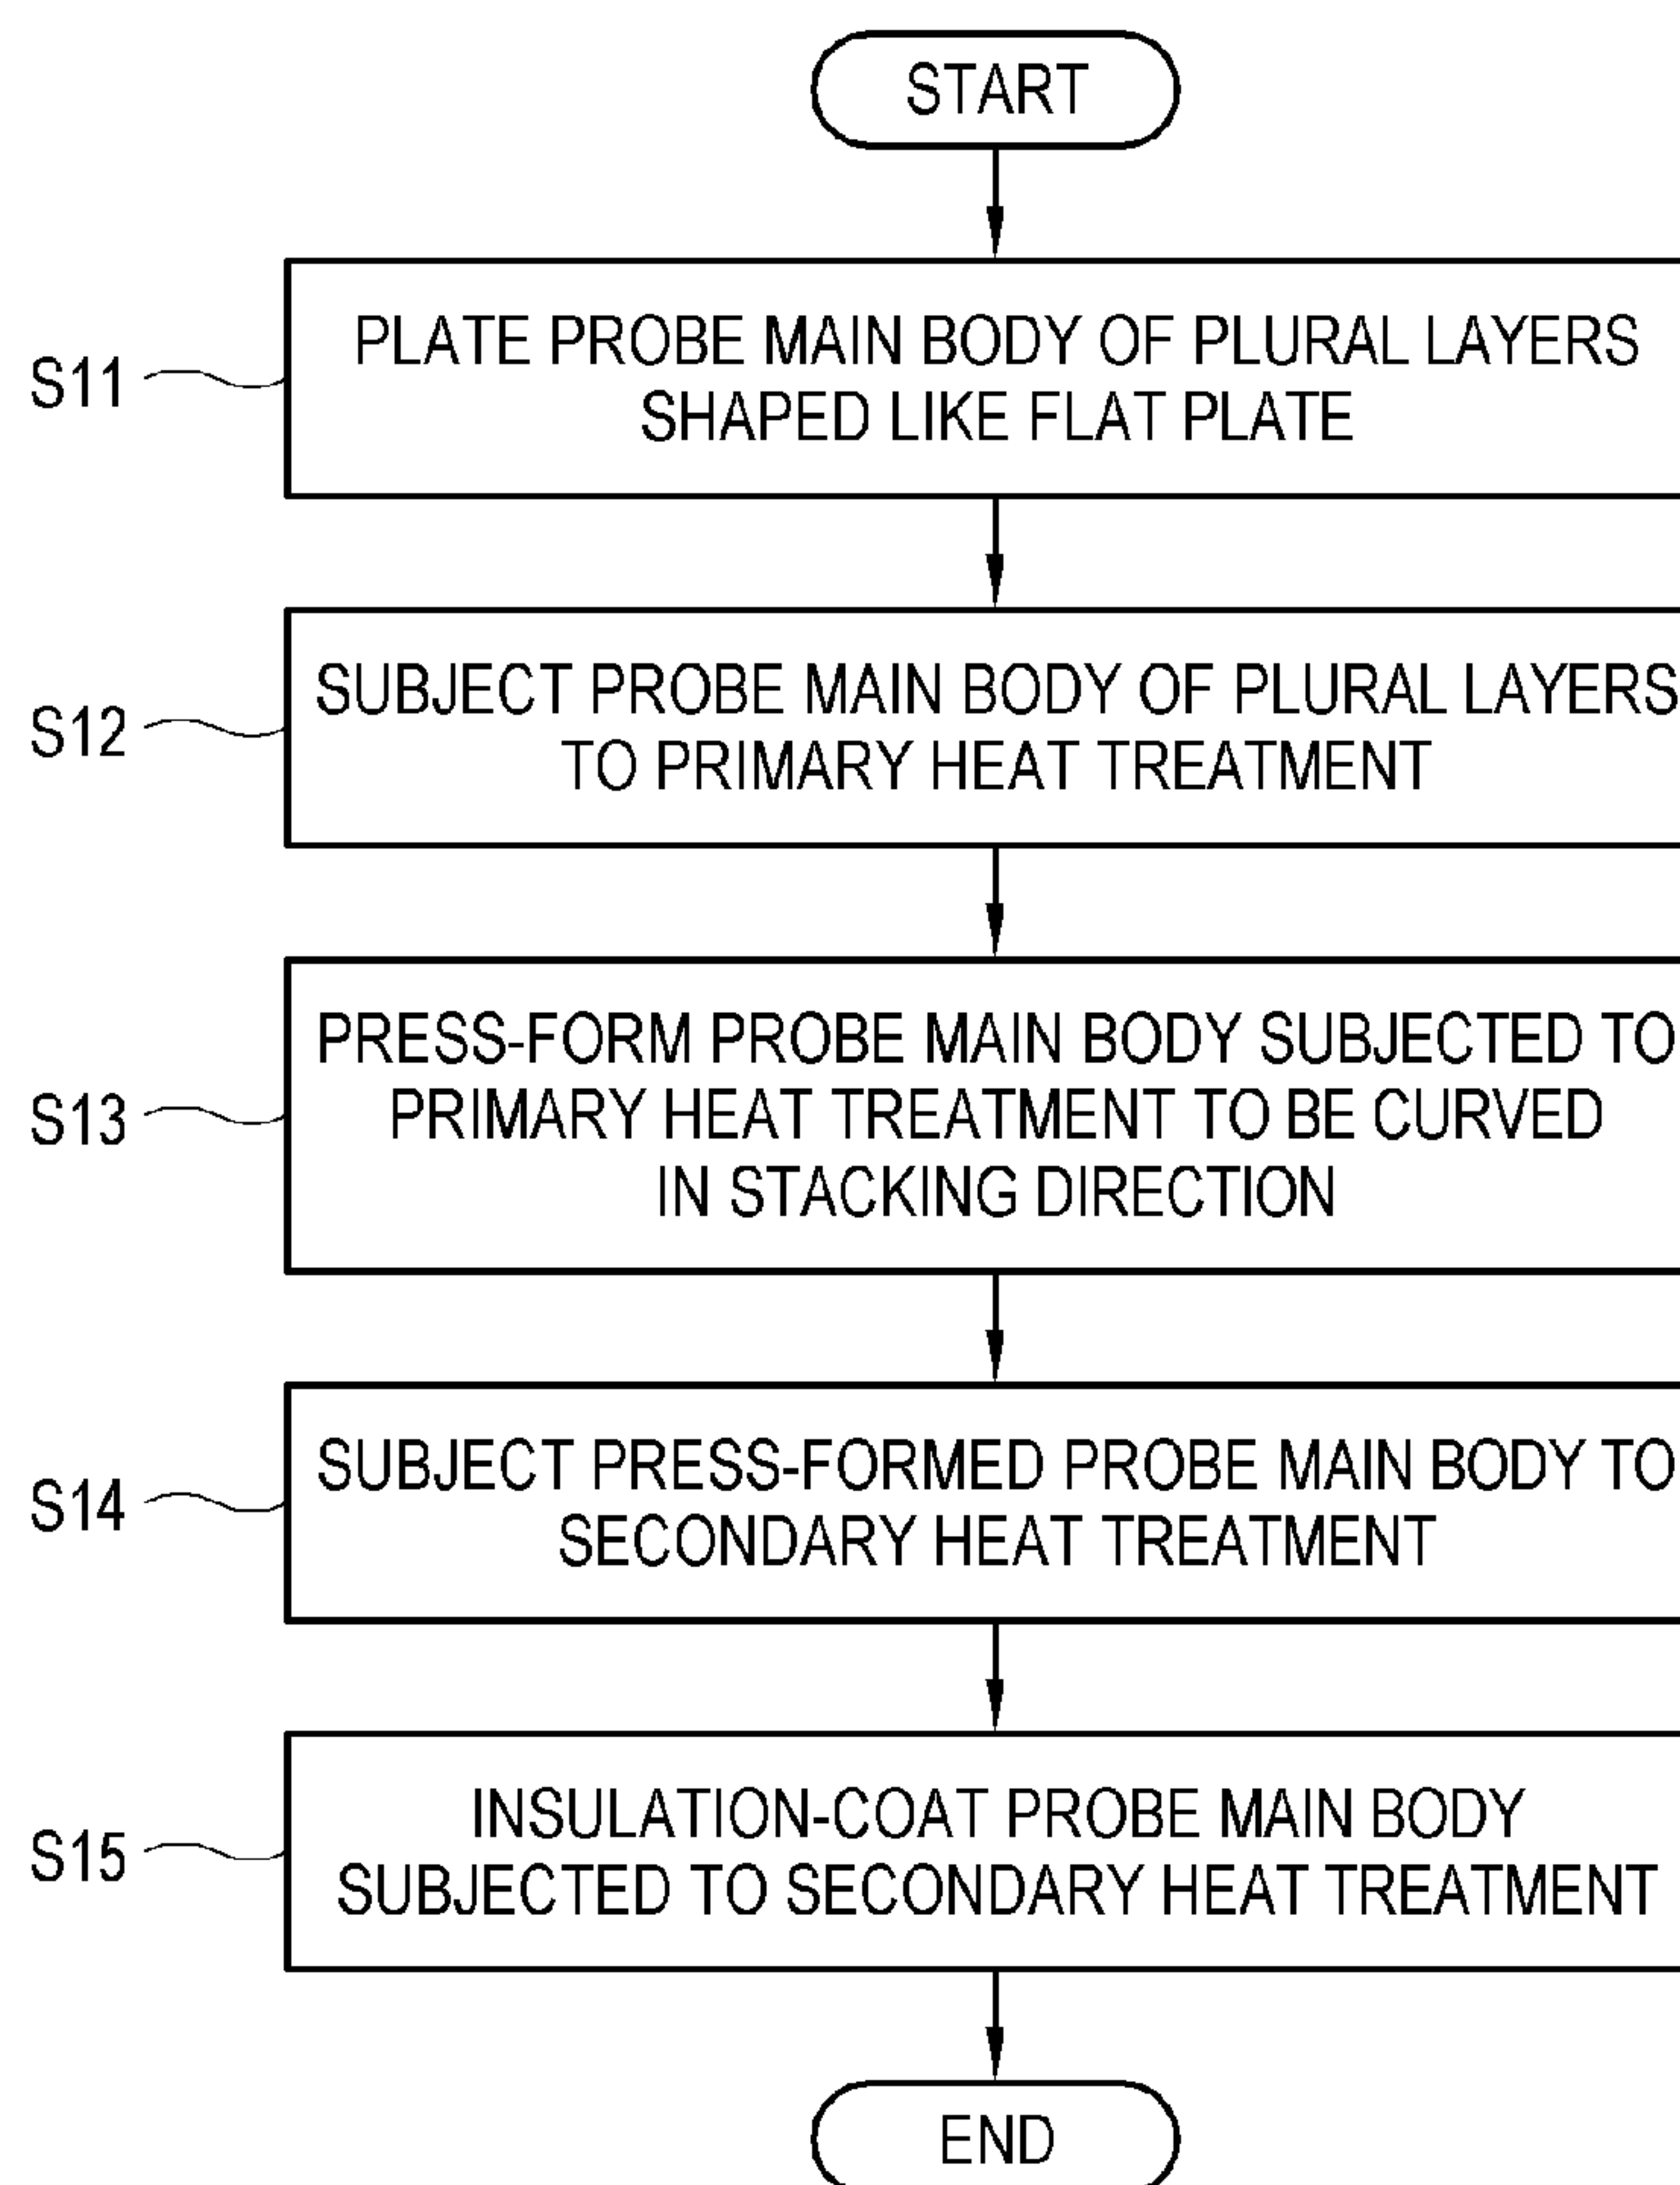 START
S11
PLATE PROBE MAIN BODY OF PLURAL LAYERS
SHAPED LIKE FLAT PLATE
S12
SUBJECT PROBE MAIN BODY OF PLURAL LAYERS
TO PRIMARY HEAT TREATMENT
S13
PRESS-FORM PROBE MAIN BODY SUBJECTED TO
PRIMARY HEAT TREATMENT TO BE CURVED
IN STACKING DIRECTION
S14
SUBJECT PRESS-FORMED PROBE MAIN BODY TO
SECONDARY HEAT TREATMENT
S15
INSULATION-COAT PROBE MAIN BODY
SUBJECTED TO SECONDARY HEAT TREATMENT
END